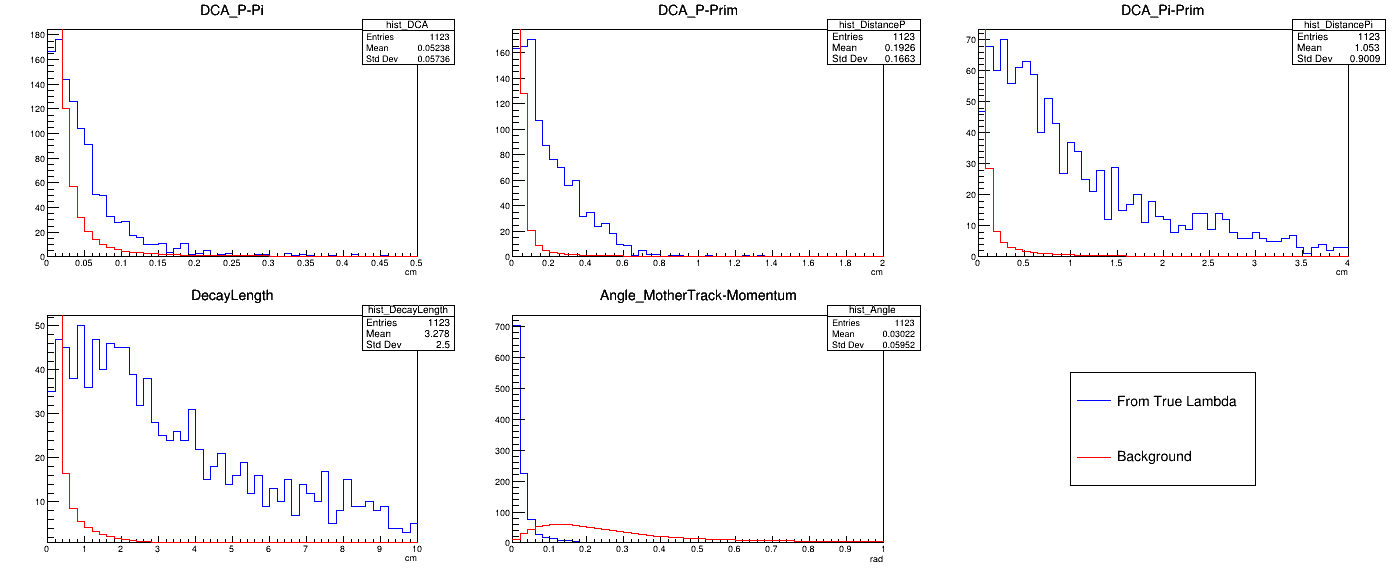 DCA_P-Pi
hist_DCA
Entries 1123
Mean 0.05238
Std Dev 0.05736
180
160
140
120
100
80
60
40
20
0
0 0.05 0.1 0.15 0.2 0.25 0.3 0.35 0.4 0.45 0.5
cm
DCA_P-Prim
hist_DistanceP
Entries 1123
Mean 0.1926
Std Dev 0.1663
160
140
120
100
80
60
40
20
0
0 0.2 0.4 0.6 0.8 1 1.2 1.4 1.6 1.8 2
cm
DCA_Pi-Prim
hist_DistancePi
Entries 1123
Mean 1.053
Std Dev 0.9009
70
60
50
40
30
20
10
0
0 0.5 1 1.5 2 2.5 3 3.5 4
cm
DecayLength
hist_DecayLength
Entries 1123
Mean 3.278
Std Dev 2.5
50
40
30
20
10
0 1 2 3 4 5 6 7 8 9 10
cm
Angle_MotherTrack-Momentum
hist_Angle
Entries 1123
Mean 0.03022
Std Dev 0.05952
700
600
500
400
300
200
100
0
0 0.1 0.2 0.3 0.4 0.5 0.6 0.7 0.8 0.9 1
rad
From True Lambda
Background